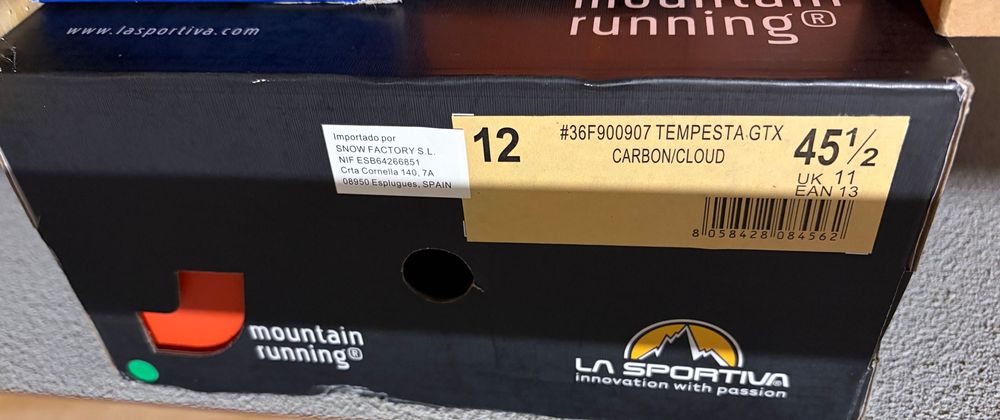 www.lasportiva.com
mountain
running®
Importado por
SNOW FACTORY S.L.
NIF ESB64266851
Crta Cornella 140, 7A
08950 Esplugues, SPAIN
12
#36F900907 TEMPESTA GTX
CARBON/CLOUD
45½
UK 11
EAN 13
8 058428 084562
mountain
running®
LA SPORTIVA®
innovation with passion